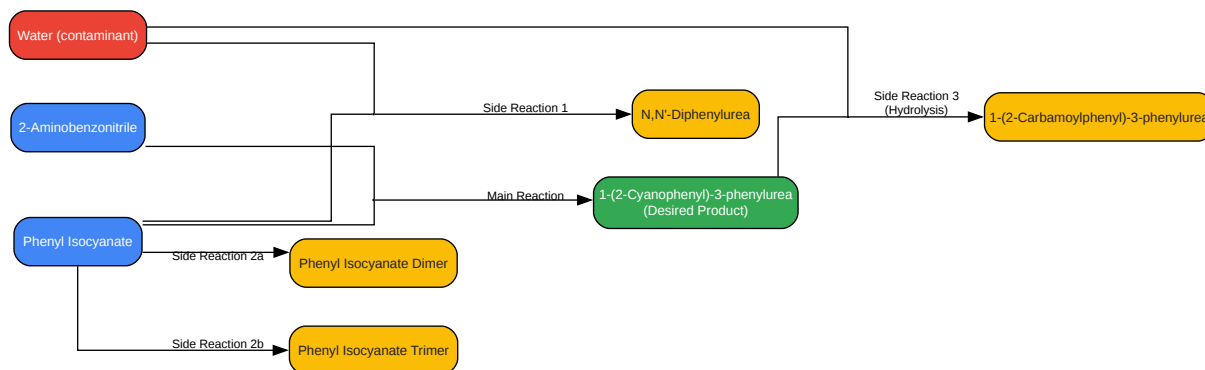 Water (contaminant)
2-Aminobenzonitrile
Phenyl Isocyanate
Side Reaction 1
N,N'-Diphenylurea
Side Reaction 3
(Hydrolysis)
1-(2-Carbamoylphenyl)-3-phenylurea
Main Reaction
1-(2-Cyanophenyl)-3-phenylurea
(Desired Product)
Side Reaction 2a
Phenyl Isocyanate Dimer
Side Reaction 2b
Phenyl Isocyanate Trimer